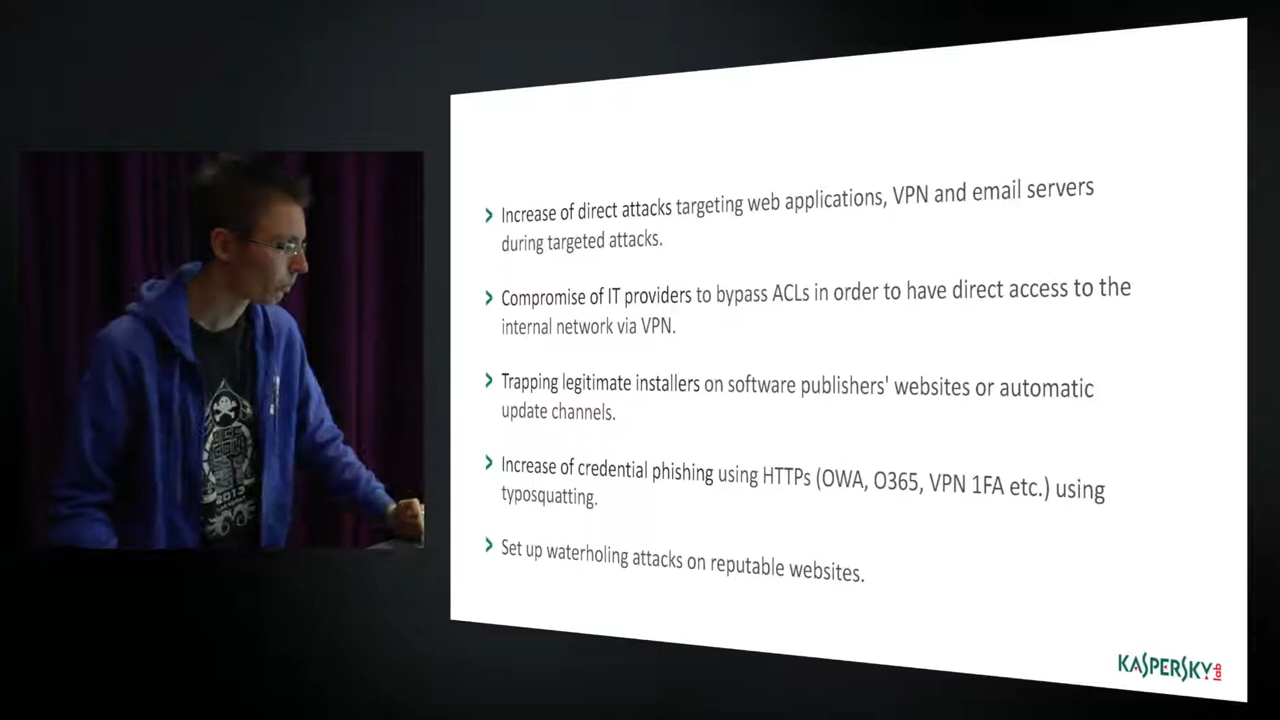 Increase of direct attacks targeting web applications, VPN and email servers
during targeted attacks.
Compromise of IT providers to bypass ACLs in order to have direct access to the
internal network via VPN.
Trapping legitimate installers on software publishers' websites or automatic
update channels.
Increase of credential phishing using HTTPs (OWA, O365, VPN 1FA etc.) using
typosquatting.
Set up waterholing attacks on reputable websites.
KASPERSKY lab
2013